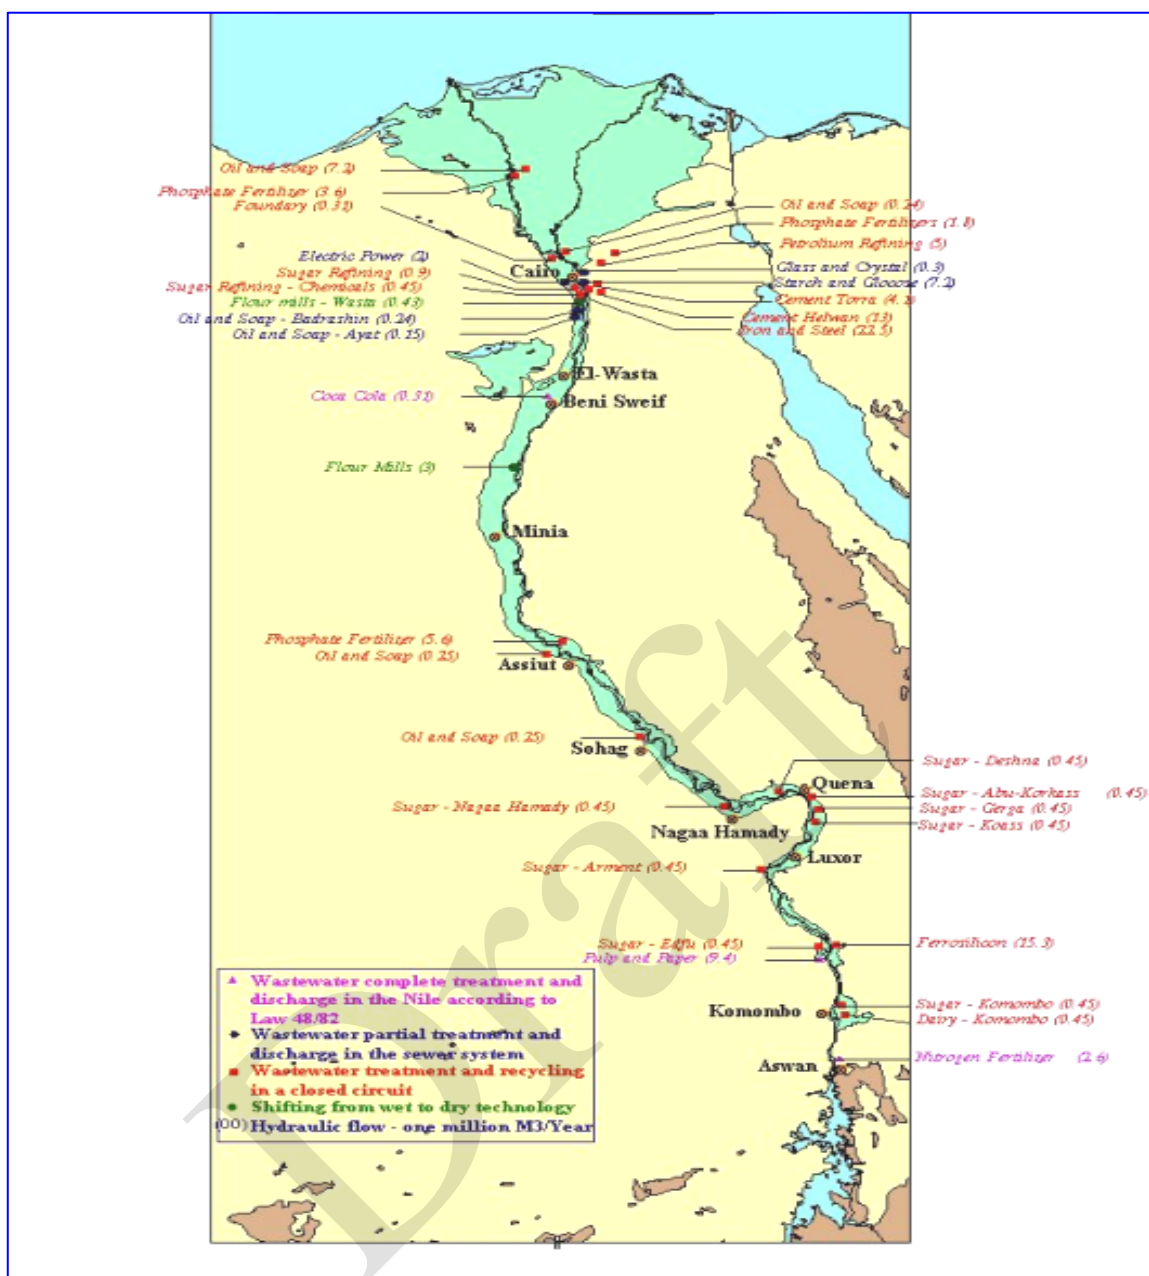 Oil and Soap (7.2)
Phosphate Fertilizer (3.6)
Foundary (0.31)
Oil and Soap (0.24)
Phosphate Fertilizers (1.8)
Petrolium Refining (5)
Electric Power (2)
Cairo
Glass and Crystal (0.3)
Sugar Refining (0.9)
Starch and Glocose (7.2)
Sugar Refining - Chemicals (0.45)
Flour mills - Wasta (0.43)
Cement Torra
Oil and Soap - Badrashin (0.24)
Cement Helwan (13)
Oil and Soap - Ayat (0.15)
Iron and Steel (22.5)
El-Wasta
Coca Cola (0.31)
Beni Sweif
Flour Mills (3)
Minia
Phosphate Fertilizer (5.6)
Oil and Soap (0.25)
Assiut
Oil and Soap (0.25)
Sohag
Sugar - Deshna (0.45)
Quena
Sugar - Abu-Korkass (0.45)
Sugar - Nagaa Hamady (0.45)
Sugar - Gerga (0.45)
Sugar - Koass (0.45)
Nagaa Hamady
Luxor
Sugar - Arment (0.45)
Sugar - Edfu (0.45)
Ferrosilicon (15.3)
Pulp and Paper (9.4)
Sugar - Komombo (0.45)
Komombo
Dairy - Komombo (0.45)
Nitrogen Fertilizer (2.6)
Aswan
Wastewater complete treatment and
discharge in the Nile according to
Law 48/82
Wastewater partial treatment and
discharge in the sewer system
Wastewater treatment and recycling
in a closed circuit
Shifting from wet to dry technology
(00) Hydraulic flow - one million M3/Year
Draft